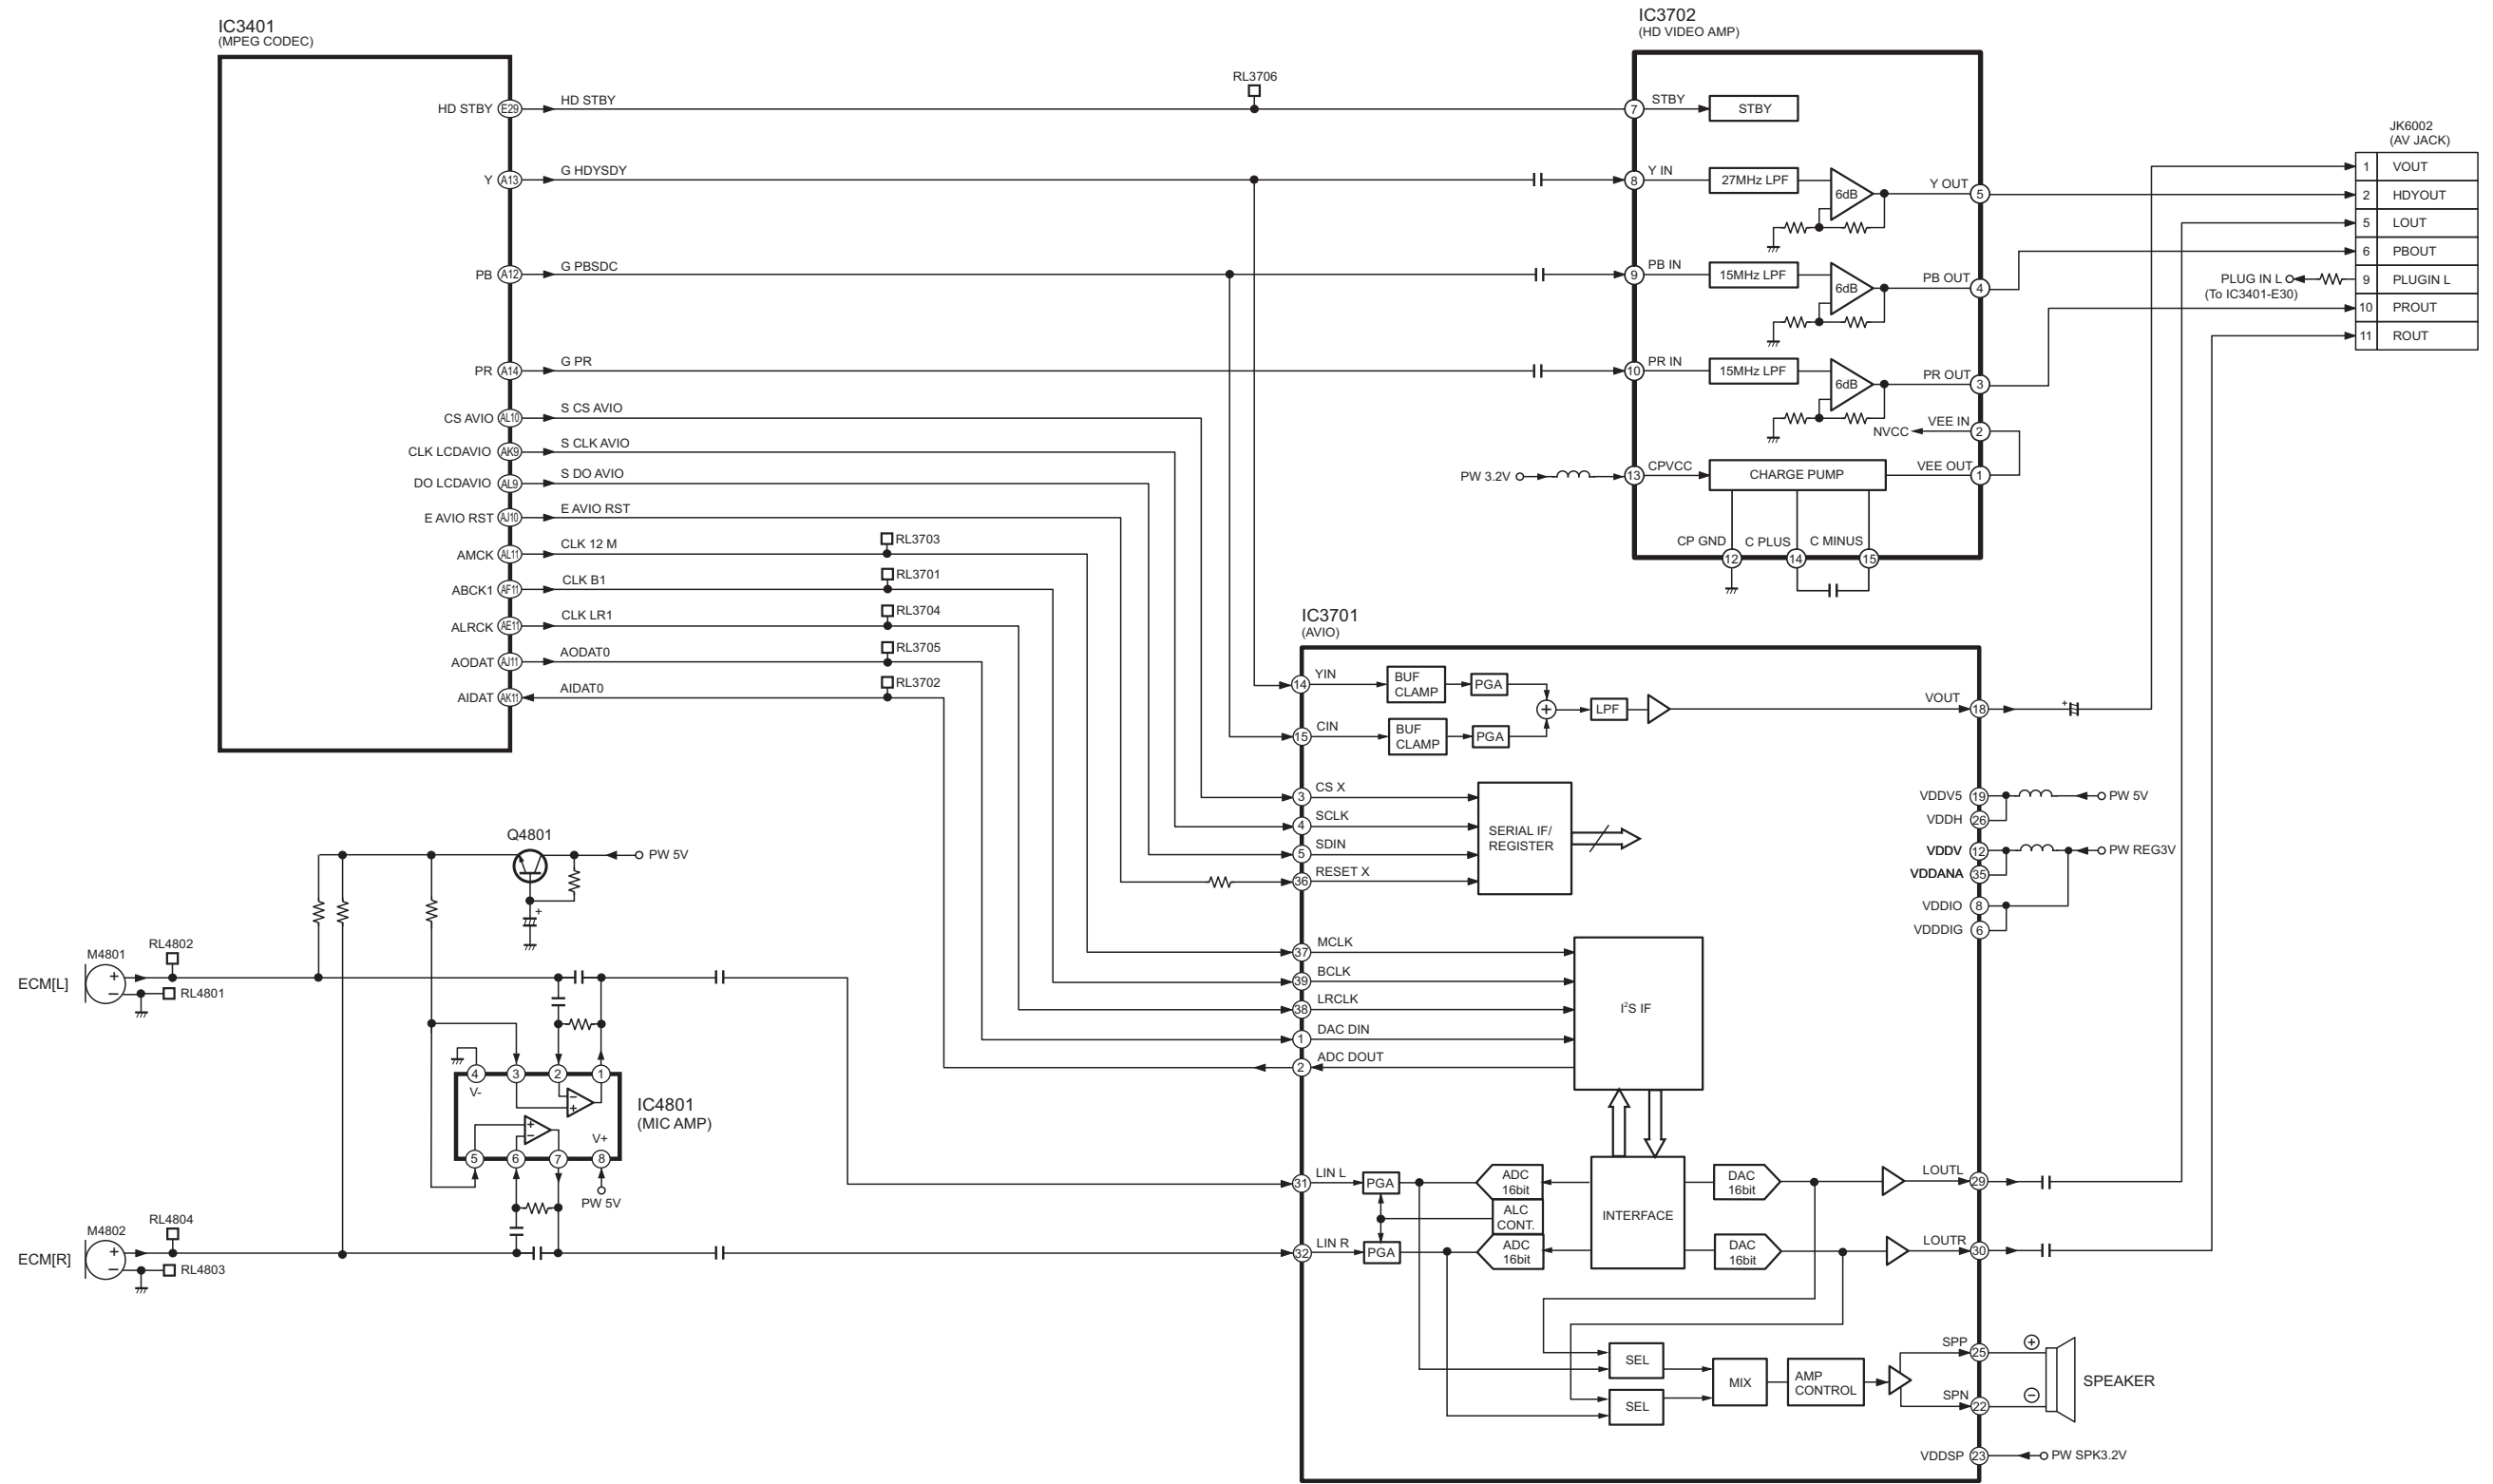 IC3401
(MPEG CODEC)
HD STBY E29 HD STBY
Y A13 G HDYSDY
PB A12 G PBSDC
PR A14 G PR
CS AVIO AL10 S CS AVIO
CLK LCDAVIO AK9 S CLK AVIO
DO LCDAVIO AL9 S DO AVIO
E AVIO RST AJ10 E AVIO RST
AMCK AL11 CLK 12 M
ABCK1 AF11 CLK B1
ALRCK AE11 CLK LR1
AODAT AJ11 AODAT0
AIDAT AK11 AIDAT0
RL3706
RL3703
RL3701
RL3704
RL3705
RL3702
IC3702
(HD VIDEO AMP)
7 STBY STBY
8 Y IN 27MHz LPF 6dB Y OUT 5
9 PB IN 15MHz LPF 6dB PB OUT 4
10 PR IN 15MHz LPF 6dB PR OUT 3
NVCC VEE IN 2
PW 3.2V 13 CPVCC CHARGE PUMP VEE OUT 1
CP GND C PLUS C MINUS
12 14 15
JK6002
(AV JACK)
1 VOUT
2 HDYOUT
5 LOUT
6 PBOUT
PLUG IN L 9 PLUGIN L
(To IC3401-E30)
10 PROUT
11 ROUT
IC3701
(AVIO)
14 YIN BUF CLAMP PGA
+ LPF VOUT 18 +
15 CIN BUF CLAMP PGA
3 CS X
4 SCLK
5 SDIN
36 RESET X
SERIAL IF/
REGISTER
VDDV5 19 PW 5V
VDDH 26
VDDV 12 PW REG3V
VDDANA 35
VDDIO 8
VDDDIG 6
37 MCLK
39 BCLK
38 LRCLK
1 DAC DIN
2 ADC DOUT
I²S IF
31 LIN L PGA ADC 16bit
ALC CONT.
32 LIN R PGA ADC 16bit
INTERFACE
DAC 16bit LOUTL 29
DAC 16bit LOUTR 30
SEL
SEL
MIX
AMP
CONTROL
SPP 25 +
SPN 22 −
SPEAKER
VDDSP 23 PW SPK3.2V
Q4801
PW 5V
+
M4801 RL4802
ECM[L] + −
RL4801
4 3 2 1
V-
− +
+ −
V+
5 6 7 8
PW 5V
IC4801
(MIC AMP)
M4802 RL4804
ECM[R] + −
RL4803